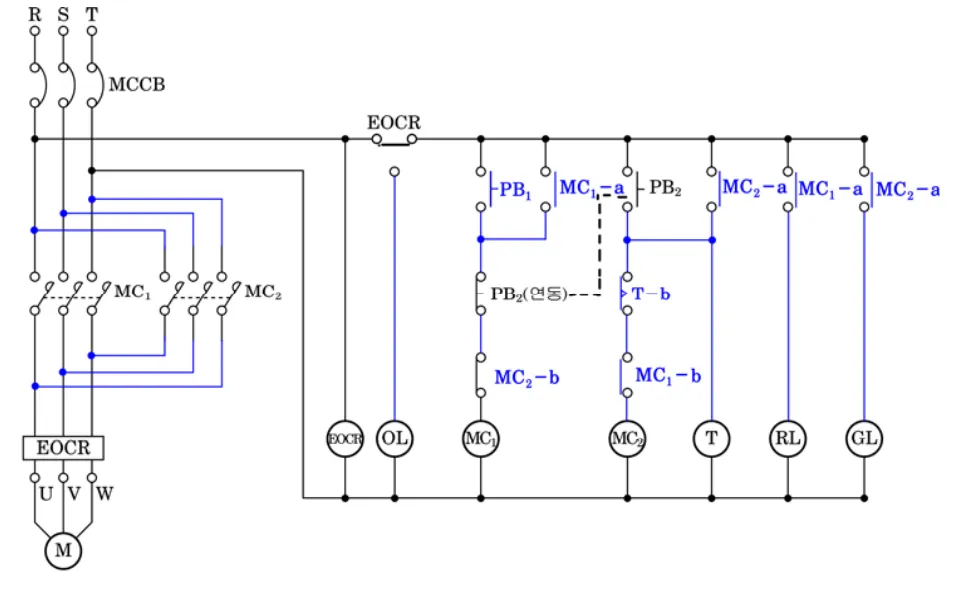 R S T
MCCB
EOCR
PB₁
MC₁-a
PB₂
MC₂-a
MC₁-a
MC₂-a
MC₁
MC₂
PB₂(연동)
T-b
MC₂-b
MC₁-b
EOCR
EOCR
OL
MC₁
MC₂
T
RL
GL
U V W
M